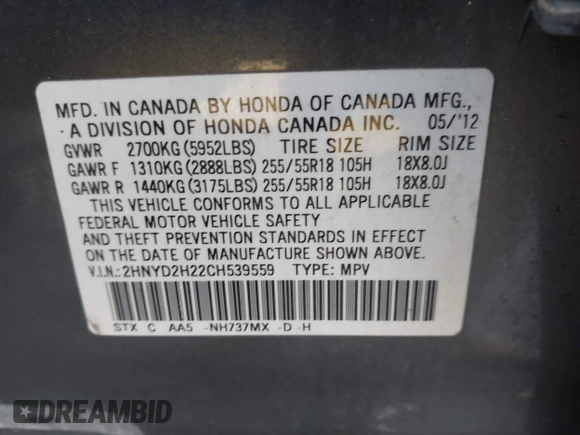 MFD. IN CANADA BY HONDA OF CANADA MFG.,
A DIVISION OF HONDA CANADA INC. 05/'12
GVWR 2700KG(5952LBS) TIRE SIZE RIM SIZE
GAWR F 1310KG(2888LBS) 255/55R18 105H 18X8.0J
GAWR R 1440KG(3175LBS) 255/55R18 105H 18X8.0J
THIS VEHICLE CONFORMS TO ALL APPLICABLE
FEDERAL MOTOR VEHICLE SAFETY
AND THEFT PREVENTION STANDARDS IN EFFECT
ON THE DATE OF MANUFACTURE SHOWN ABOVE.
V.I.N.:2HNYD2H22CH539559 TYPE: MPV
STX C AA5 -NH737MX -D -H
DREAMBID